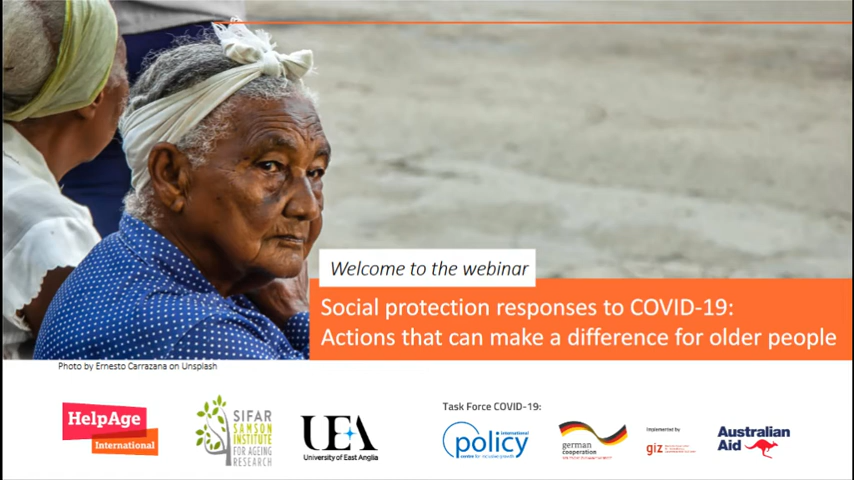 Welcome to the webinar
Social protection responses to COVID-19:
Actions that can make a difference for older people
Photo by Ernesto Carrazana on Unsplash
HelpAge
International
SIFAR
SAMSON
INSTITUTE
FOR AGEING
RESEARCH
UEA
University of East Anglia
Task Force COVID-19:
international
policy
centre for inclusive growth
german
cooperation
Implemented by
giz
Australian
Aid